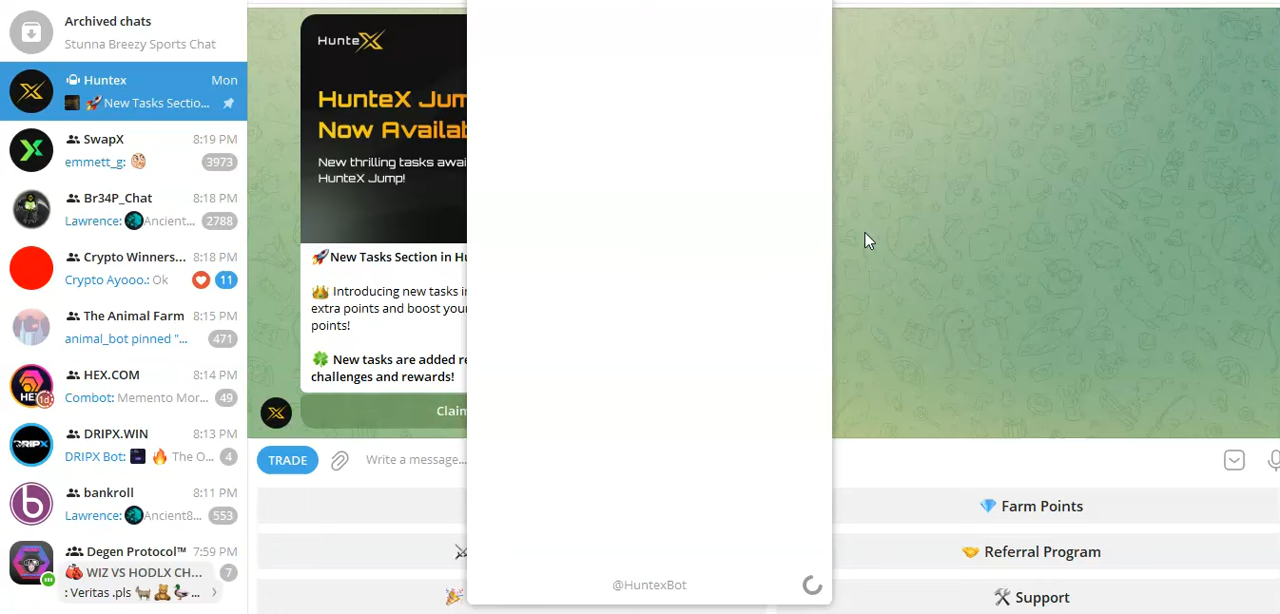 Archived chats
Stunna Breezy Sports Chat
Huntex Mon
🚀 New Tasks Sectio...
SwapX 8:19 PM
emmett_g: 3973
Br34P_Chat 8:18 PM
Lawrence: Ancient... 2788
Crypto Winners... 8:18 PM
Crypto Ayooo.: Ok 11
The Animal Farm 8:15 PM
animal_bot pinned "... 471
HEX.COM 8:14 PM
HE 1d
Combot: Memento Mor... 49
DRIPX.WIN 8:13 PM
DRIPX
DRIPX Bot: 🔥 The O... 4
bankroll 8:11 PM
Lawrence: Ancient8... 553
Degen Protocol™ 7:59 PM
WIZ VS HODLX CH... 7
: Veritas .pls 🐐🧸🦆...
HunteX
HunteX Jum
Now Availab
New thrilling tasks awai
HunteX Jump!
🚀New Tasks Section in Hu
👑 Introducing new tasks in
extra points and boost your
points!
🍀 New tasks are added re
challenges and rewards!
Claim
TRADE
Write a message...
@HuntexBot
💎 Farm Points
🤝 Referral Program
🛠 Support